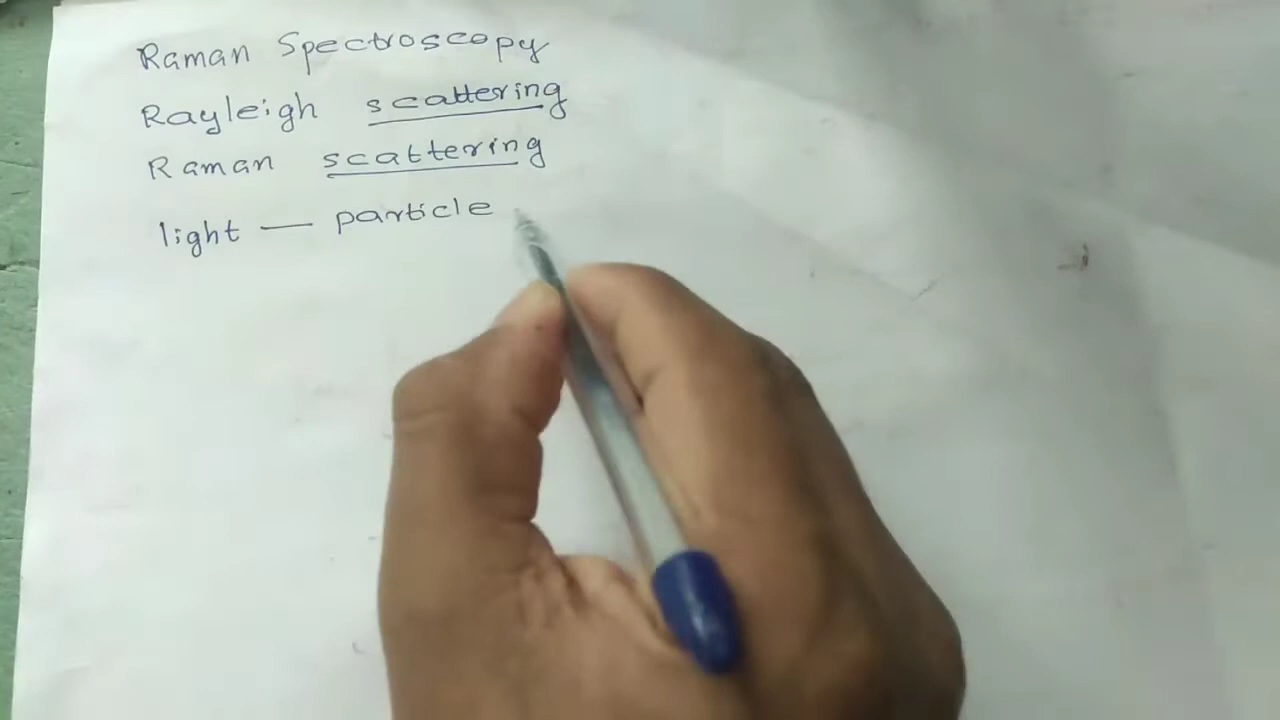 Raman Spectroscopy
Rayleigh scattering
Raman scattering
light — particle